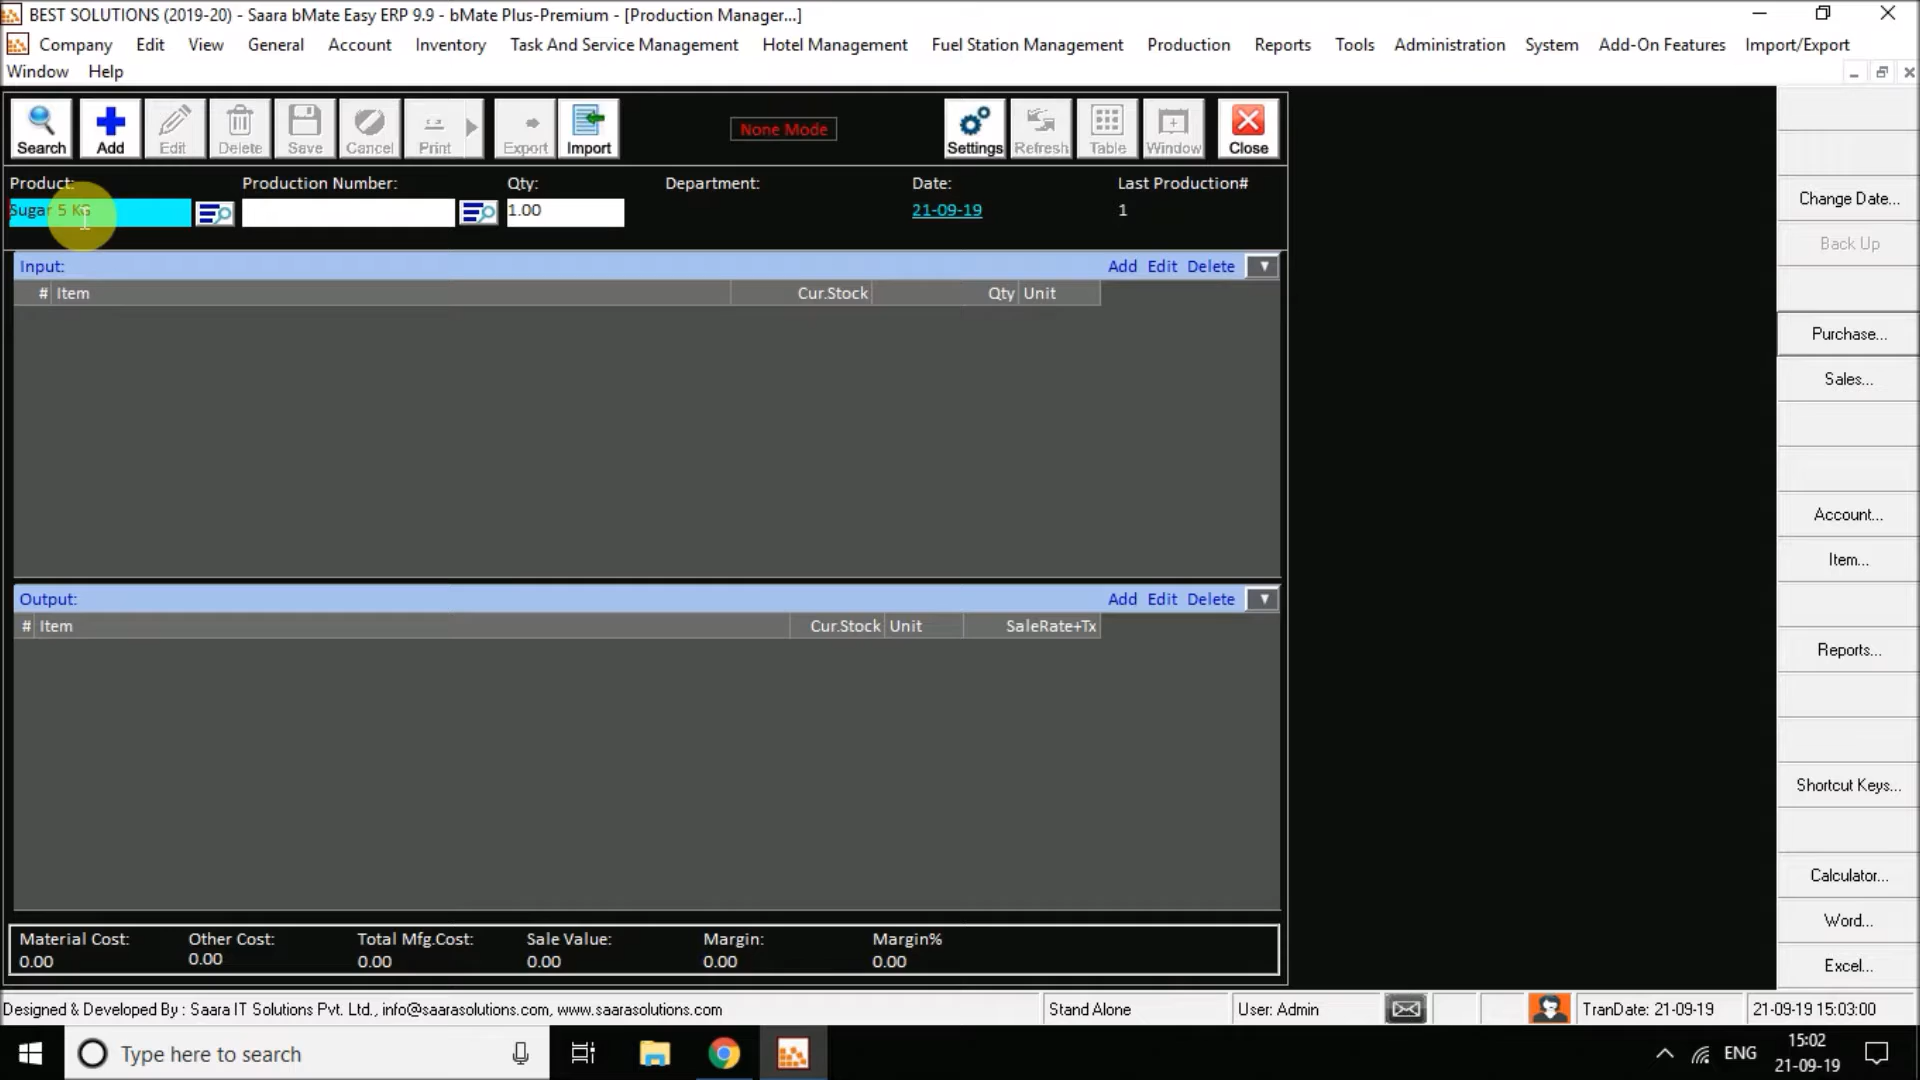 BEST SOLUTIONS (2019-20) - Saara bMate Easy ERP 9.9 - bMate Plus-Premium - [Production Manager...]
Company Edit View General Account Inventory Task And Service Management Hotel Management Fuel Station Management Production Reports Tools Administration System Add-On Features Import/Export
Window Help
Search Add Edit Delete Save Cancel Print Export Import None Mode Settings Refresh Table Window Close
Product: Production Number: Qty: Department: Date: Last Production#
Sugar 5 KG 1.00 21-09-19 1
Change Date...
Back Up
Input: Add Edit Delete
# Item Cur.Stock Qty Unit
Purchase...
Sales...
Account...
Item...
Output: Add Edit Delete
# Item Cur.Stock Unit SaleRate+Tx
Reports...
Shortcut Keys...
Calculator...
Word...
Excel...
Material Cost: Other Cost: Total Mfg.Cost: Sale Value: Margin: Margin%
0.00 0.00 0.00 0.00 0.00 0.00
Designed & Developed By : Saara IT Solutions Pvt. Ltd., info@saarasolutions.com, www.saarasolutions.com Stand Alone User: Admin TranDate: 21-09-19 21-09-19 15:03:00
Type here to search ENG 15:02
21-09-19